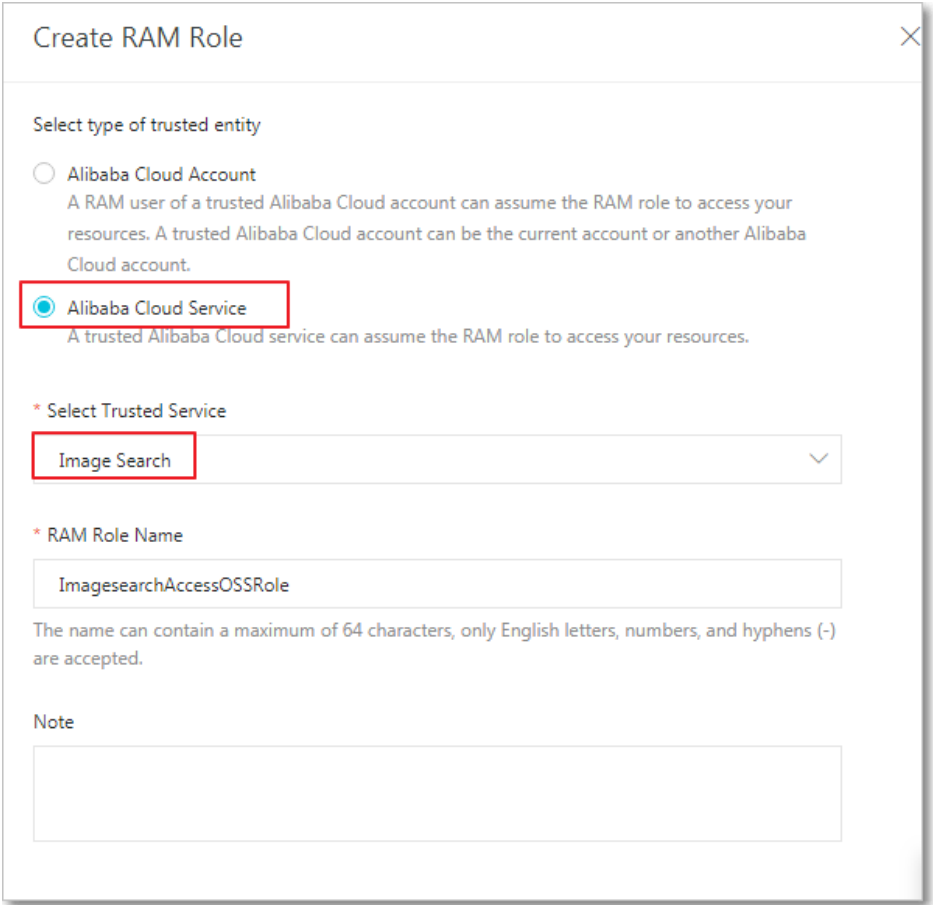 Create RAM Role
Select type of trusted entity
Alibaba Cloud Account
A RAM user of a trusted Alibaba Cloud account can assume the RAM role to access your
resources. A trusted Alibaba Cloud account can be the current account or another Alibaba
Cloud account.
Alibaba Cloud Service
A trusted Alibaba Cloud service can assume the RAM role to access your resources.
* Select Trusted Service
Image Search
* RAM Role Name
ImagesearchAccessOSSRole
The name can contain a maximum of 64 characters, only English letters, numbers, and hyphens (-)
are accepted.
Note